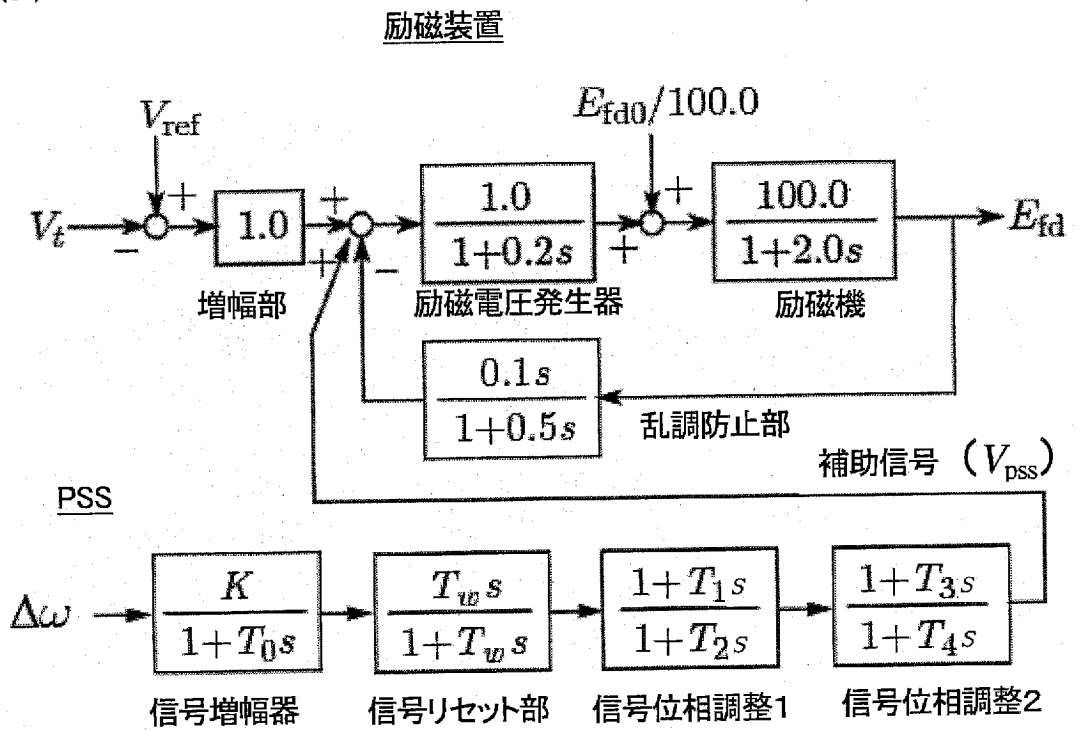 励磁装置
E_fd0/100.0
V_ref
V_t
+
−
1.0
増幅部
+
+
−
1.0
1+0.2s
励磁電圧発生器
+
+
100.0
1+2.0s
励磁機
E_fd
0.1s
1+0.5s
乱調防止部
補助信号 (V_pss)
PSS
Δω
K
1+T_0s
信号増幅器
T_ws
1+T_ws
信号リセット部
1+T_1s
1+T_2s
信号位相調整1
1+T_3s
1+T_4s
信号位相調整2